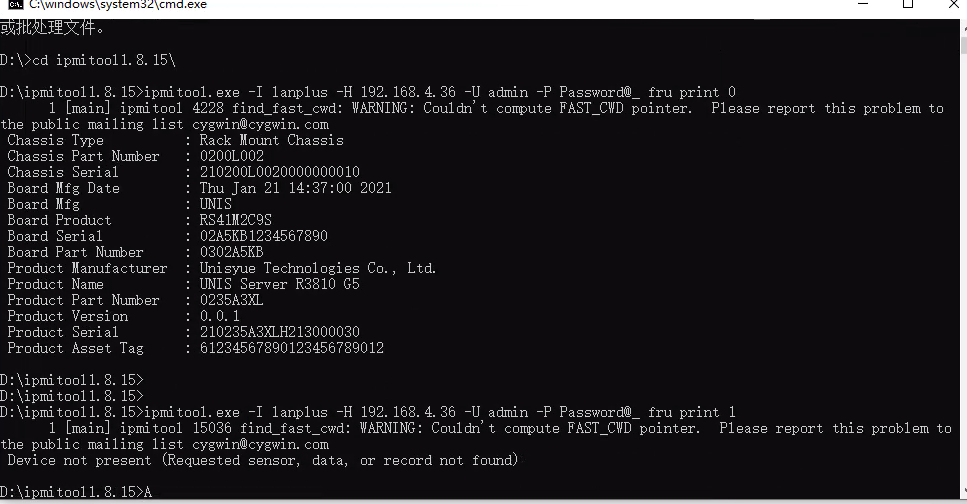 C:\windows\system32\cmd.exe
或批处理文件。
D:\>cd ipmitool1.8.15\
D:\ipmitool1.8.15>ipmitool.exe -I lanplus -H 192.168.4.36 -U admin -P Password@_ fru print 0
1 [main] ipmitool 4228 find_fast_cwd: WARNING: Couldn't compute FAST_CWD pointer.  Please report this problem to
the public mailing list cygwin@cygwin.com
Chassis Type          : Rack Mount Chassis
Chassis Part Number   : 0200L002
Chassis Serial        : 210200L0020000000010
Board Mfg Date        : Thu Jan 21 14:37:00 2021
Board Mfg             : UNIS
Board Product         : RS41M2C9S
Board Serial          : 02A5KB1234567890
Board Part Number     : 0302A5KB
Product Manufacturer  : Unisyue Technologies Co., Ltd.
Product Name          : UNIS Server R3810 G5
Product Part Number   : 0235A3XL
Product Version       : 0.0.1
Product Serial        : 210235A3XLH213000030
Product Asset Tag     : 61234567890123456789012
D:\ipmitool1.8.15>
D:\ipmitool1.8.15>
D:\ipmitool1.8.15>ipmitool.exe -I lanplus -H 192.168.4.36 -U admin -P Password@_ fru print 1
1 [main] ipmitool 15036 find_fast_cwd: WARNING: Couldn't compute FAST_CWD pointer.  Please report this problem to
the public mailing list cygwin@cygwin.com
Device not present (Requested sensor, data, or record not found)
D:\ipmitool1.8.15>A